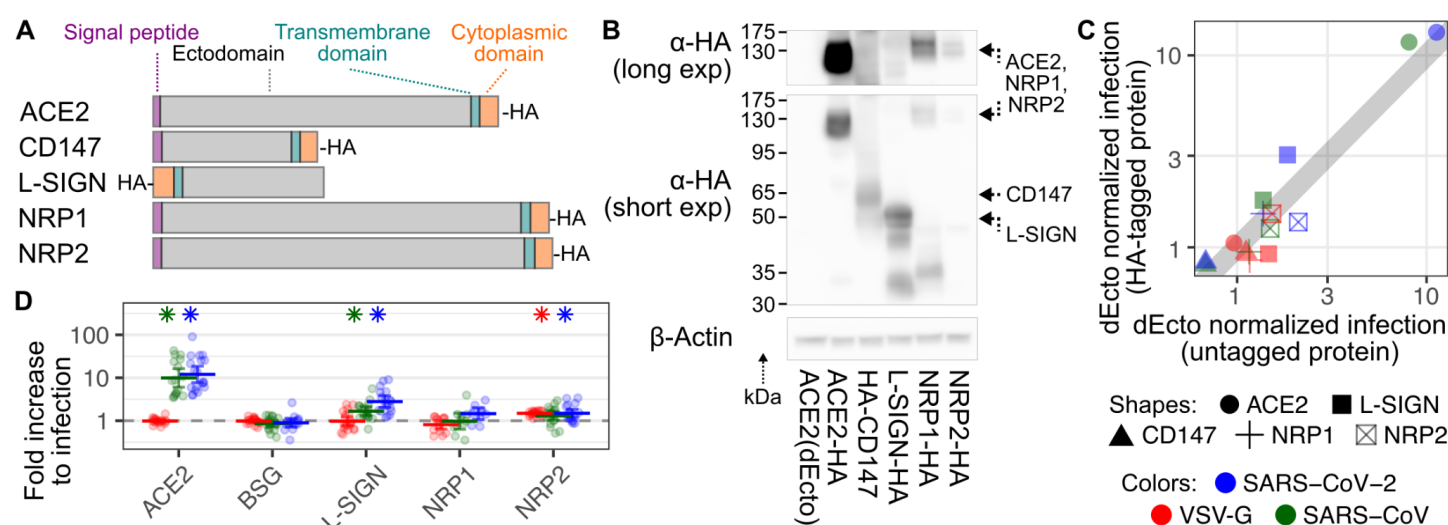 A
Signal peptide
Ectodomain
Transmembrane
domain
Cytoplasmic
domain
ACE2
-HA
CD147
-HA
L-SIGN
HA-
NRP1
-HA
NRP2
-HA
B
α-HA
(long exp)
175
130
ACE2,
NRP1,
NRP2
α-HA
(short exp)
175
130
95
65
50
35
30
CD147
L-SIGN
β-Actin
kDa
ACE2(dEcto)
ACE2-HA
HA-CD147
L-SIGN-HA
NRP1-HA
NRP2-HA
C
dEcto normalized infection
(HA-tagged protein)
10
3
1
1
3
10
dEcto normalized infection
(untagged protein)
Shapes: ACE2 L-SIGN
CD147 NRP1 NRP2
Colors: SARS-CoV-2
VSV-G SARS-CoV
D
Fold increase
to infection
100
10
1
* * * * * *
ACE2
BSG
L-SIGN
NRP1
NRP2